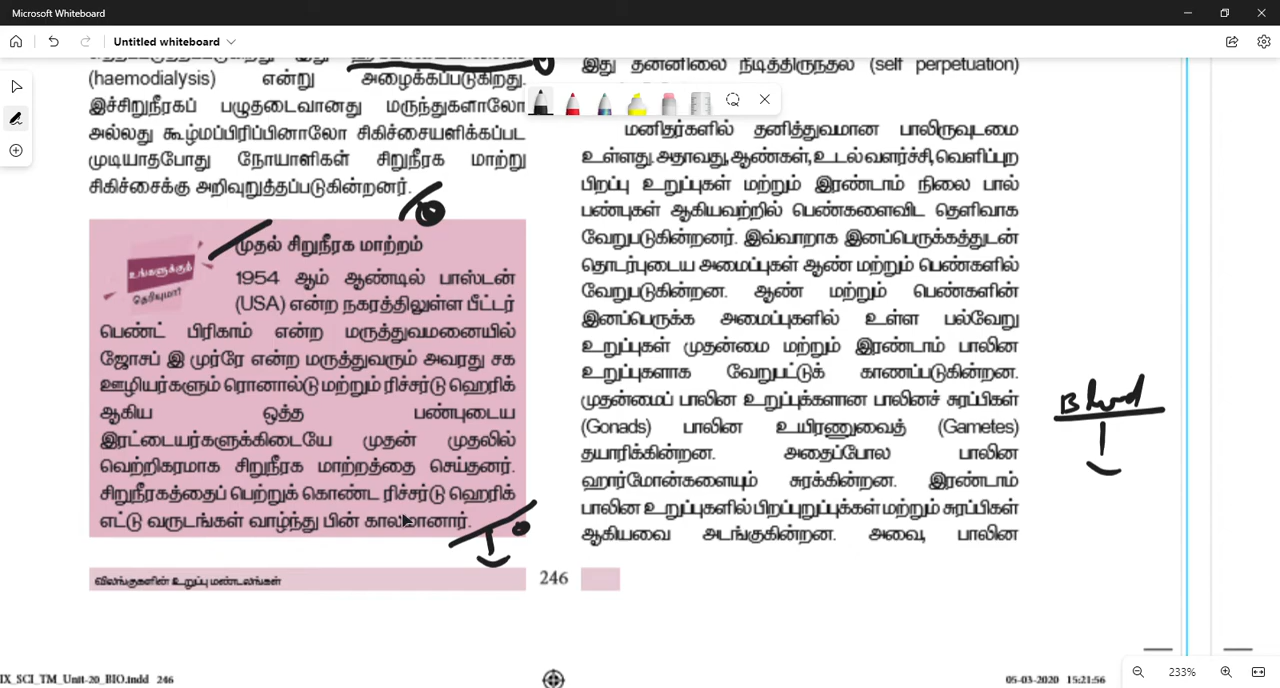 Microsoft Whiteboard
Untitled whiteboard
(haemodialysis) என்று அழைக்கப்படுகிறது.
இச்சிறுநீரகப் பழுதடைவானது மருந்துகளாலோ
அல்லது கூழ்மப்பிரிப்பினாலோ சிகிச்சையளிக்கப்பட
முடியாதபோது நோயாளிகள் சிறுநீரக மாற்று
சிகிச்சைக்கு அறிவுறுத்தப்படுகின்றனர்.
உங்களுக்குத்
தெரியுமா?
முதல் சிறுநீரக மாற்றம்
1954 ஆம் ஆண்டில் பாஸ்டன்
(USA) என்ற நகரத்திலுள்ள பீட்டர்
பெண்ட் பிரிகாம் என்ற மருத்துவமனையில்
ஜோசப் இ முர்ரே என்ற மருத்துவரும் அவரது சக
ஊழியர்களும் ரொனால்டு மற்றும் ரிச்சர்டு ஹெரிக்
ஆகிய ஒத்த பண்புடைய
இரட்டையர்களுக்கிடையே முதன் முதலில்
வெற்றிகரமாக சிறுநீரக மாற்றத்தை செய்தனர்.
சிறுநீரகத்தைப் பெற்றுக் கொண்ட ரிச்சர்டு ஹெரிக்
எட்டு வருடங்கள் வாழ்ந்து பின் காலமானார்.
இது தன்னிலை நீடித்திருந்தல் (self perpetuation)
மனிதர்களில் தனித்துவமான பாலிருவுடமை
உள்ளது. அதாவது, ஆண்கள், உடல் வளர்ச்சி, வெளிப்புற
பிறப்பு உறுப்புகள் மற்றும் இரண்டாம் நிலை பால்
பண்புகள் ஆகியவற்றில் பெண்களைவிட தெளிவாக
வேறுபடுகின்றனர். இவ்வாறாக இனப்பெருக்கத்துடன்
தொடர்புடைய அமைப்புகள் ஆண் மற்றும் பெண்களில்
வேறுபடுகின்றன. ஆண் மற்றும் பெண்களின்
இனப்பெருக்க அமைப்புகளில் உள்ள பல்வேறு
உறுப்புகள் முதன்மை மற்றும் இரண்டாம் பாலின
உறுப்புகளாக வேறுபட்டுக் காணப்படுகின்றன.
முதன்மைப் பாலின உறுப்புக்களான பாலினச் சுரப்பிகள்
(Gonads) பாலின உயிரணுவைத் (Gametes)
தயாரிக்கின்றன. அதைப்போல பாலின
ஹார்மோன்களையும் சுரக்கின்றன. இரண்டாம்
பாலின உறுப்புகளில் பிறப்புறுப்புக்கள் மற்றும் சுரப்பிகள்
ஆகியவை அடங்குகின்றன. அவை, பாலின
விலங்குகளின் உறுப்பு மண்டலங்கள்
246
IX_SCI_TM_Unit-20_BIO.indd 246
05-03-2020 15:21:56
233%